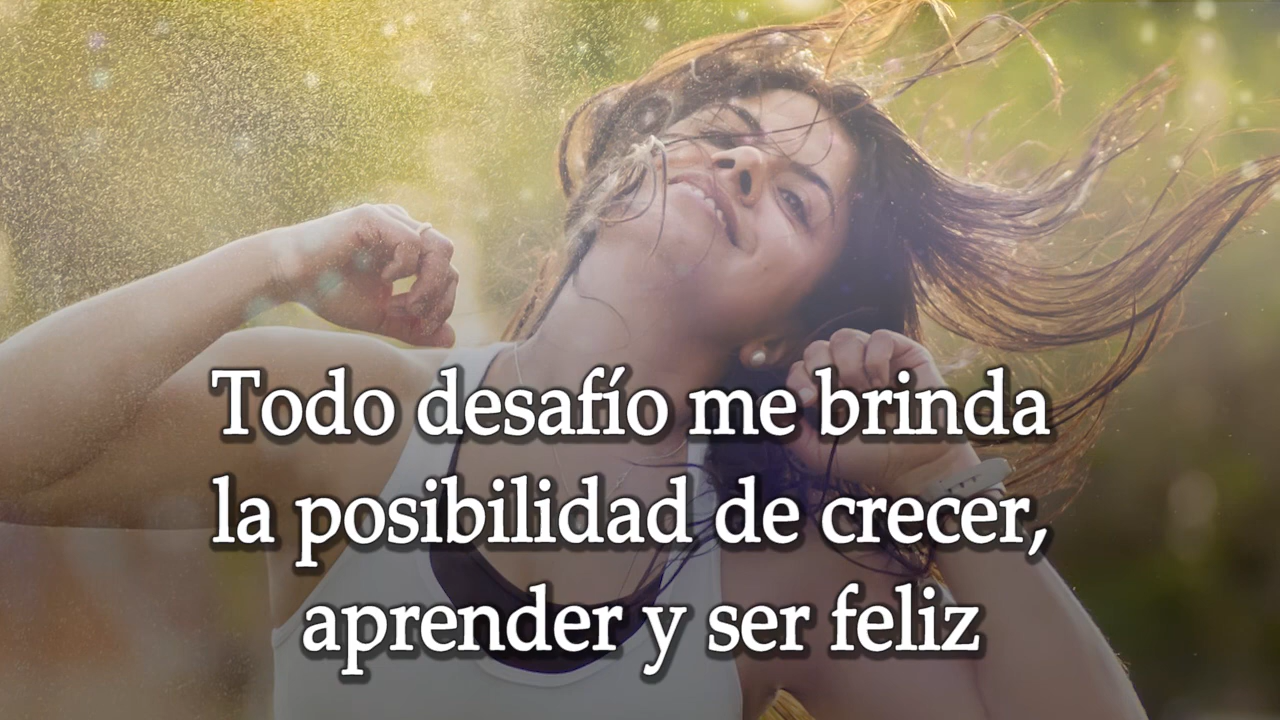 Todo desafío me brinda
la posibilidad de crecer,
aprender y ser feliz